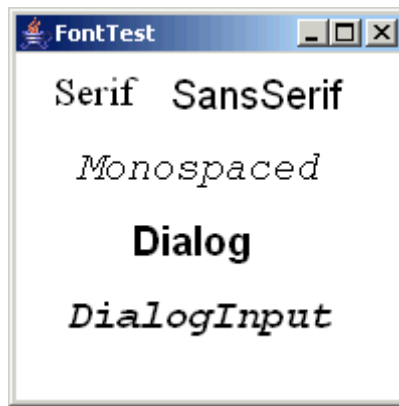 FontTest
Serif SansSerif
Monospaced
Dialog
DialogInput